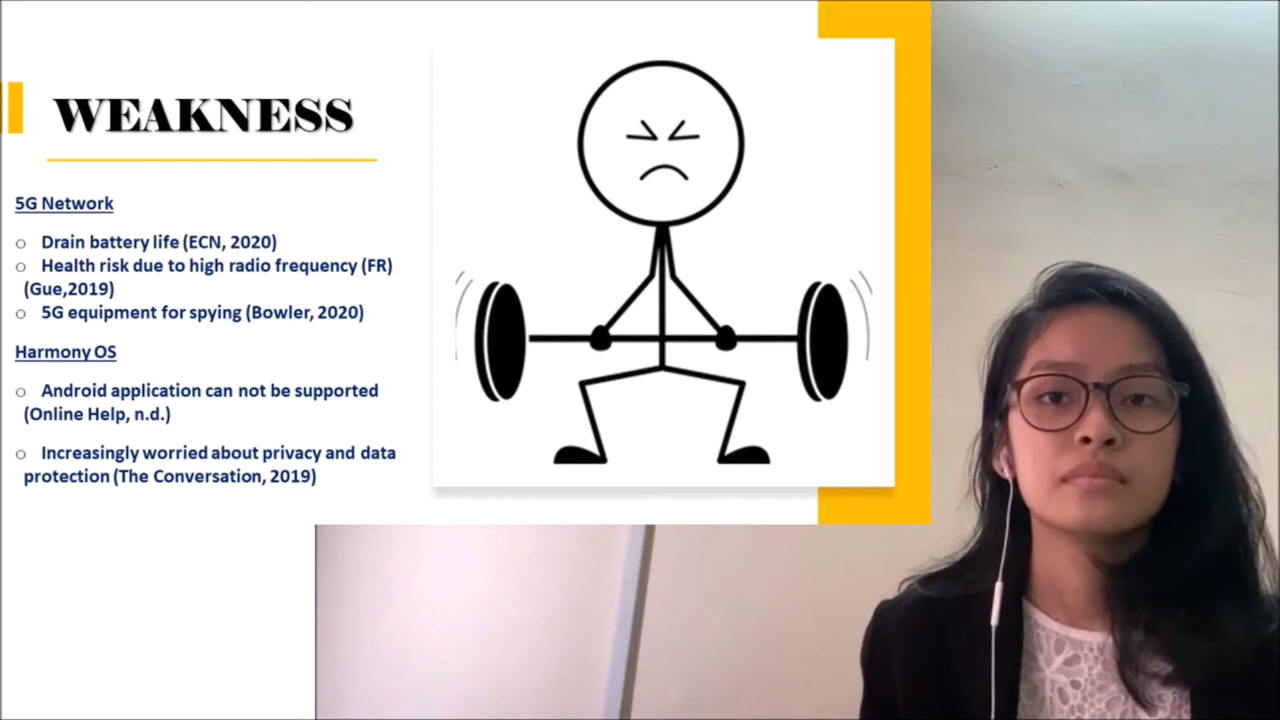 WEAKNESS
5G Network
o Drain battery life (ECN, 2020)
o Health risk due to high radio frequency (FR)
(Gue,2019)
o 5G equipment for spying (Bowler, 2020)
Harmony OS
o Android application can not be supported
(Online Help, n.d.)
o Increasingly worried about privacy and data
protection (The Conversation, 2019)